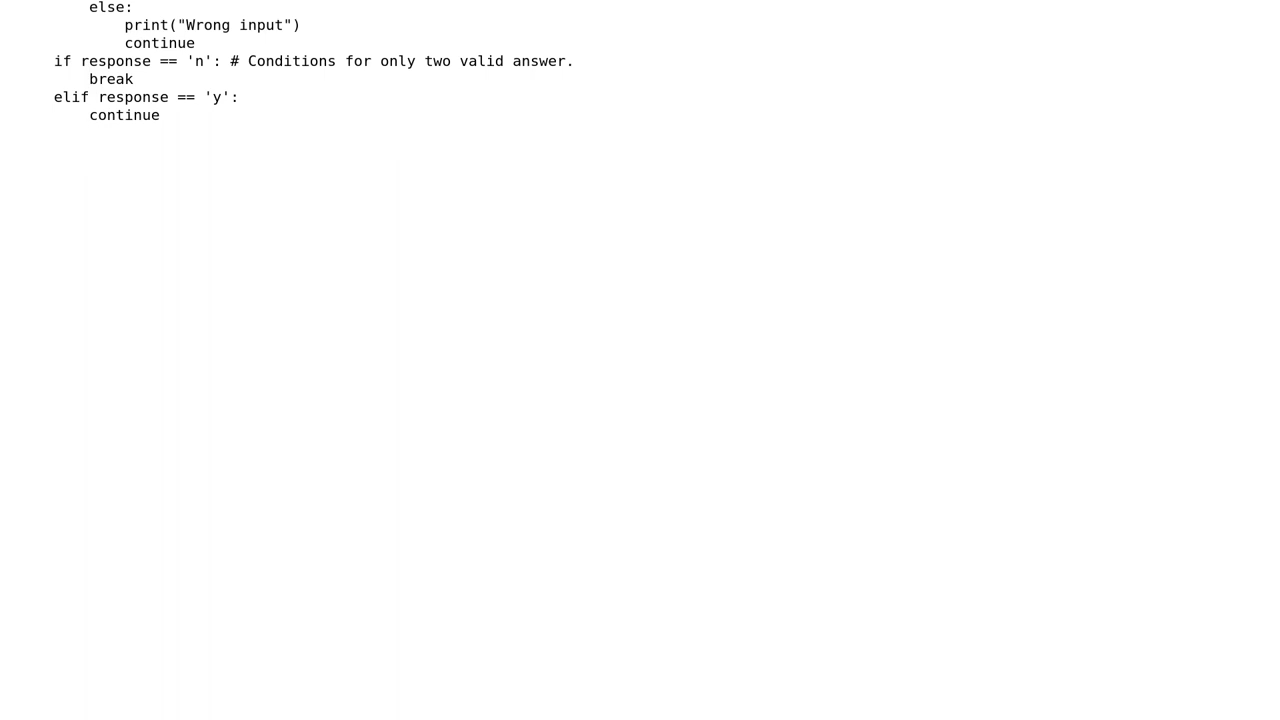 else:
        print("Wrong input")
        continue
if response == 'n': # Conditions for only two valid answer.
    break
elif response == 'y':
    continue